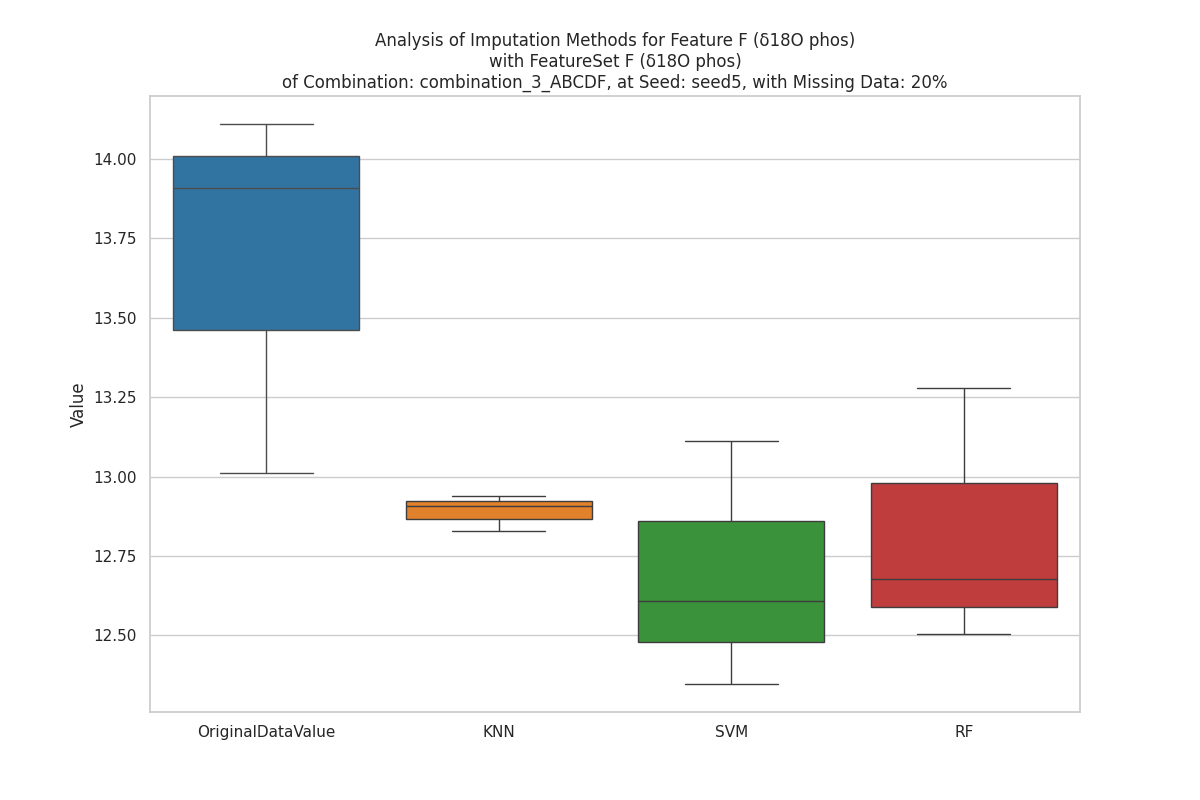 Analysis of Imputation Methods for Feature F (δ18O phos)
with FeatureSet F (δ18O phos)
of Combination: combination_3_ABCDF, at Seed: seed5, with Missing Data: 20%
14.00
13.75
13.50
13.25
13.00
12.75
12.50
Value
OriginalDataValue
KNN
SVM
RF